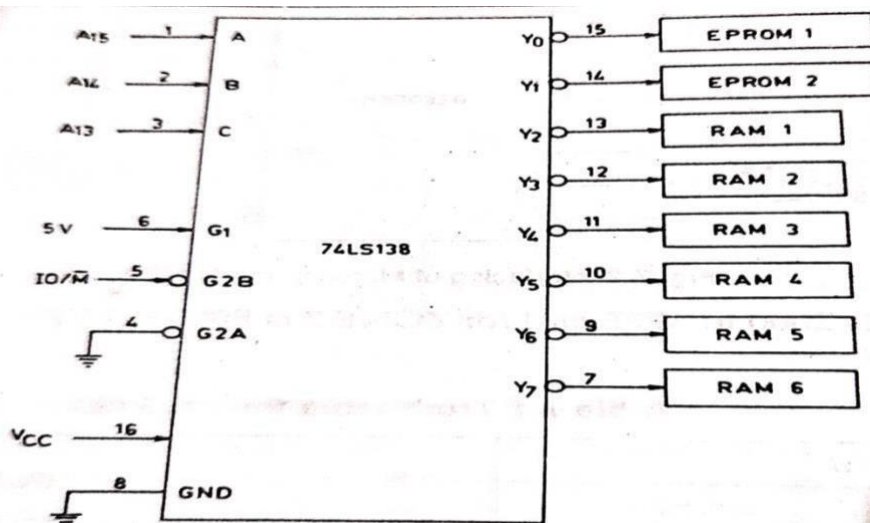 A15 1 A Y0 15 EPROM 1
A14 2 B Y1 14 EPROM 2
A13 3 C Y2 13 RAM 1
Y3 12 RAM 2
5V 6 G1 Y4 11 RAM 3
74LS138
IO/M̅ 5 G2B Y5 10 RAM 4
4 G2A Y6 9 RAM 5
Y7 7 RAM 6
VCC 16
8 GND